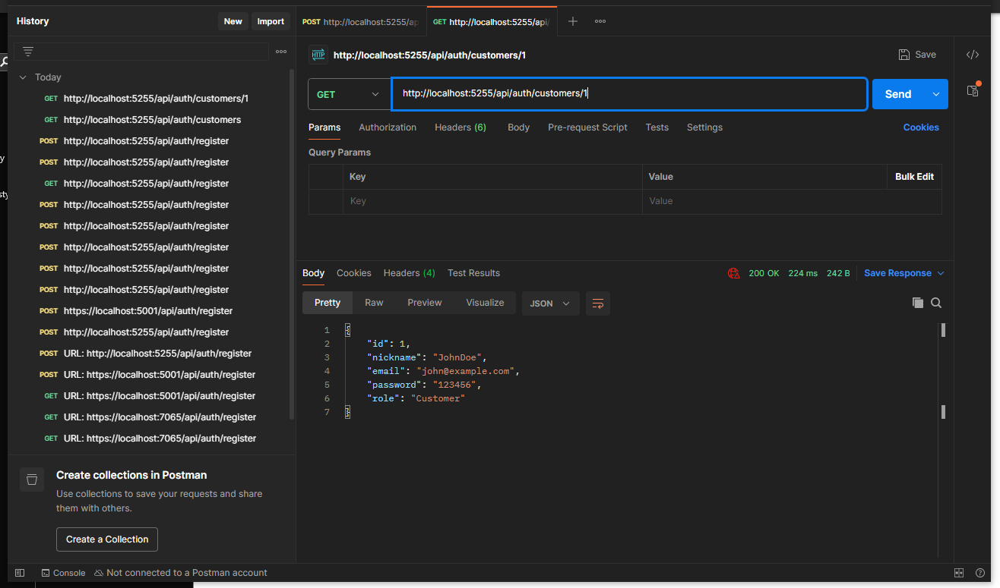 History
New
Import
Today
GET http://localhost:5255/api/auth/customers/1
GET http://localhost:5255/api/auth/customers
POST http://localhost:5255/api/auth/register
POST http://localhost:5255/api/auth/register
GET http://localhost:5255/api/auth/register
POST http://localhost:5255/api/auth/register
POST http://localhost:5255/api/auth/register
POST http://localhost:5255/api/auth/register
POST http://localhost:5255/api/auth/register
POST http://localhost:5255/api/auth/register
POST https://localhost:5001/api/auth/register
POST http://localhost:5255/api/auth/register
POST URL: http://localhost:5255/api/auth/register
POST URL: https://localhost:5001/api/auth/register
GET URL: https://localhost:5001/api/auth/register
GET URL: https://localhost:7065/api/auth/register
GET URL: https://localhost:7065/api/auth/register
Create collections in Postman
Use collections to save your requests and share
them with others.
Create a Collection
POST http://localhost:5255/ap
GET http://localhost:5255/api/
HTTP http://localhost:5255/api/auth/customers/1
Save
GET
http://localhost:5255/api/auth/customers/1
Send
Params Authorization Headers (6) Body Pre-request Script Tests Settings Cookies
Query Params
Key Value Bulk Edit
Key Value
Body Cookies Headers (4) Test Results 200 OK 224 ms 242 B Save Response
Pretty Raw Preview Visualize JSON
1 {
2 "id": 1,
3 "nickname": "JohnDoe",
4 "email": "john@example.com",
5 "password": "123456",
6 "role": "Customer"
7 }
Console Not connected to a Postman account